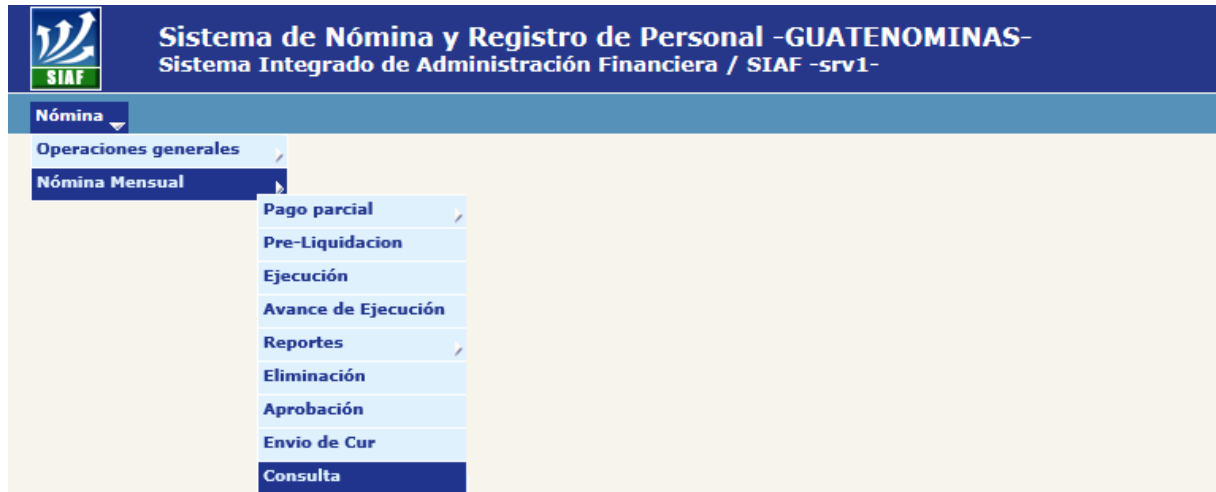 SIAF
Sistema de Nómina y Registro de Personal -GUATENOMINAS-
Sistema Integrado de Administración Financiera / SIAF -srv1-
Nómina
Operaciones generales
Nómina Mensual
Pago parcial
Pre-Liquidacion
Ejecución
Avance de Ejecución
Reportes
Eliminación
Aprobación
Envio de Cur
Consulta